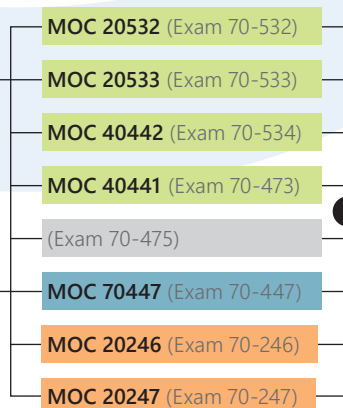 MOC 20532 (Exam 70-532)
MOC 20533 (Exam 70-533)
MOC 40442 (Exam 70-534)
MOC 40441 (Exam 70-473)
(Exam 70-475)
MOC 70447 (Exam 70-447)
MOC 20246 (Exam 70-246)
MOC 20247 (Exam 70-247)